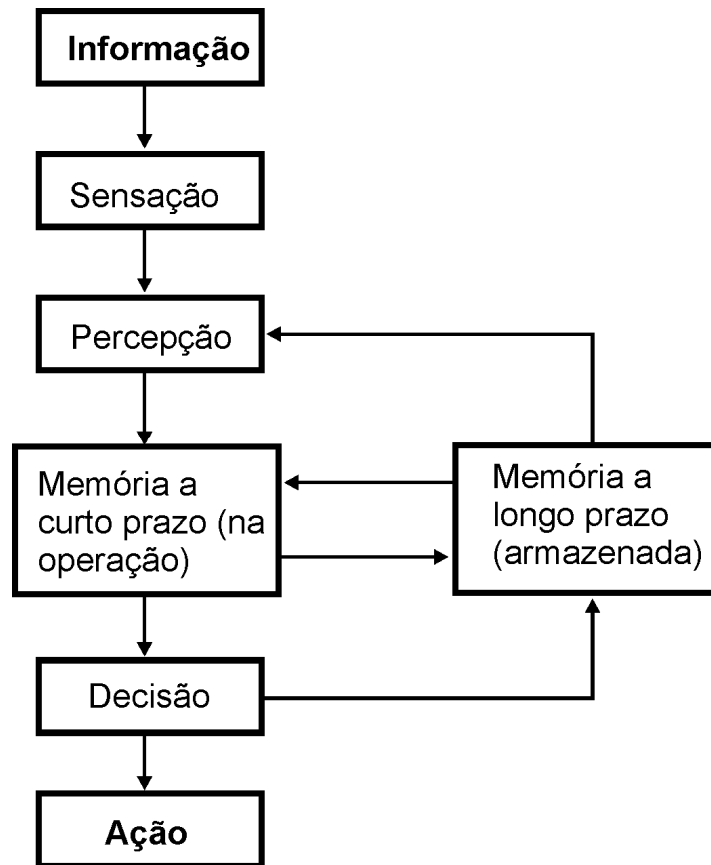 Informação
Sensação
Percepção
Memória a
curto prazo (na
operação)
Memória a
longo prazo
(armazenada)
Decisão
Ação